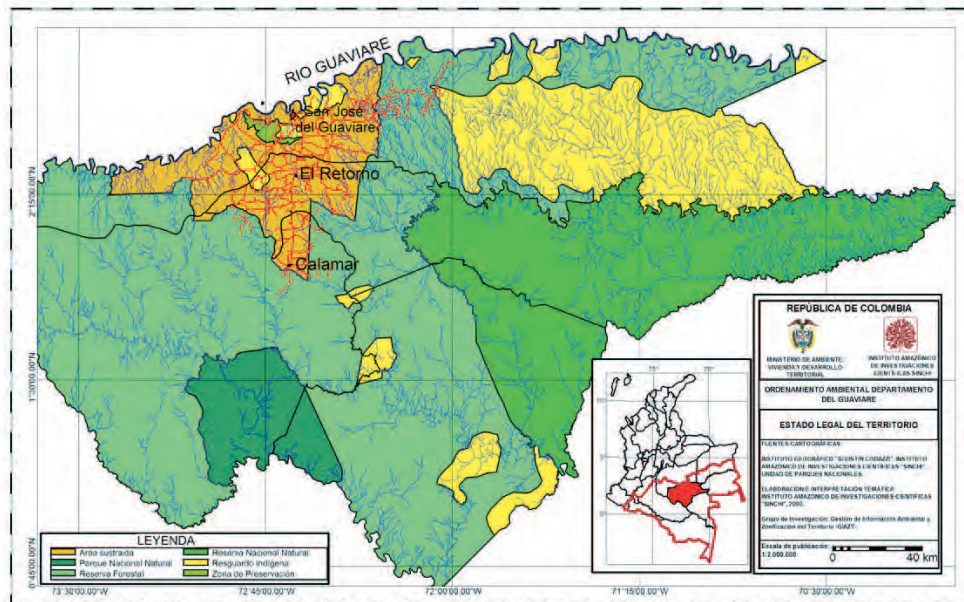 RIO GUAVIARE
San José
del Guaviare
El Retorno
Calamar
2°15'00.00"N
1°30'00.00"N
0°45'00.00"N
73°30'00.00"W
72°45'00.00"W
72°00'00.00"W
71°15'00.00"W
70°30'00.00"W
LEYENDA
Area sustraida
Parque Nacional Natural
Reserva Forestal
Reserva Nacional Natural
Resguardo Indígena
Zona de Preservación
75°
70°
10°
5°
0°
REPÚBLICA DE COLOMBIA
MINISTERIO DE AMBIENTE,
VIVIENDA Y DESARROLLO
TERRITORIAL
INSTITUTO AMAZÓNICO
DE INVESTIGACIONES
CIENTÍFICAS SINCHI
ORDENAMIENTO AMBIENTAL DEPARTAMENTO
DEL GUAVIARE
ESTADO LEGAL DEL TERRITORIO
FUENTES CARTOGRÁFICAS:
INSTITUTO GEOGRÁFICO "AGUSTIN CODAZZI", INSTITUTO
AMAZÓNICO DE INVESTIGACIONES CIENTÍFICAS "SINCHI",
UNIDAD DE PARQUES NACIONALES.
ELABORACIÓN E INTERPRETACIÓN TEMÁTICA
INSTITUTO AMAZÓNICO DE INVESTIGACIONES CIENTÍFICAS
"SINCHI",
Grupo de Investigación: Gestión de Información Ambiental y
Zonificación del Territorio
Escala de publicación
1:2.000.000
0 40 km